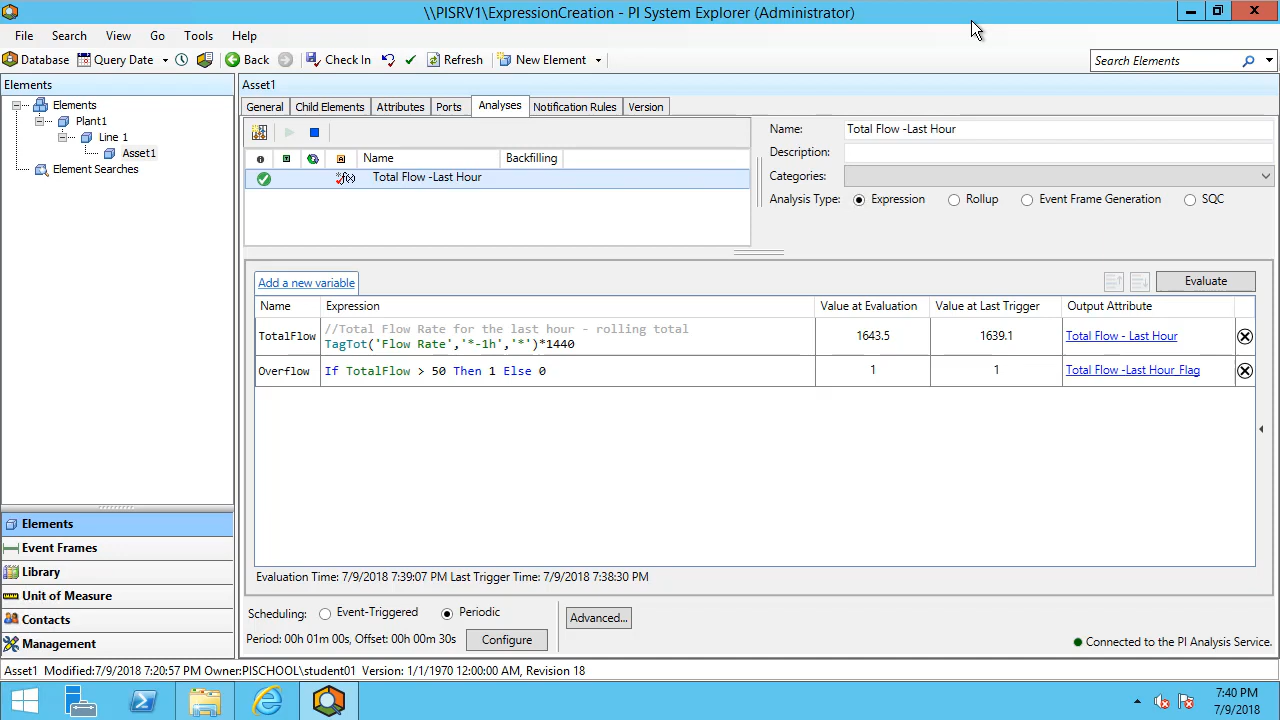 \\PISRV1\ExpressionCreation - PI System Explorer (Administrator)
File Search View Go Tools Help
Database Query Date Back Check In Refresh New Element Search Elements
Elements
Asset1
Elements
Plant1
Line 1
Asset1
Element Searches
General Child Elements Attributes Ports Analyses Notification Rules Version
Name Backfilling
Total Flow -Last Hour
Name: Total Flow -Last Hour
Description:
Categories:
Analysis Type: Expression Rollup Event Frame Generation SQC
Add a new variable
Evaluate
Name Expression Value at Evaluation Value at Last Trigger Output Attribute
//Total Flow Rate for the last hour - rolling total
TotalFlow TagTot('Flow Rate','*-1h','*')*1440 1643.5 1639.1 Total Flow - Last Hour
Overflow If TotalFlow > 50 Then 1 Else 0 1 1 Total Flow -Last Hour Flag
Evaluation Time: 7/9/2018 7:39:07 PM Last Trigger Time: 7/9/2018 7:38:30 PM
Scheduling: Event-Triggered Periodic
Advanced...
Period: 00h 01m 00s, Offset: 00h 00m 30s Configure
Connected to the PI Analysis Service.
Elements
Event Frames
Library
Unit of Measure
Contacts
Management
Asset1 Modified:7/9/2018 7:20:57 PM Owner:PISCHOOL\student01 Version: 1/1/1970 12:00:00 AM, Revision 18
7:40 PM
7/9/2018